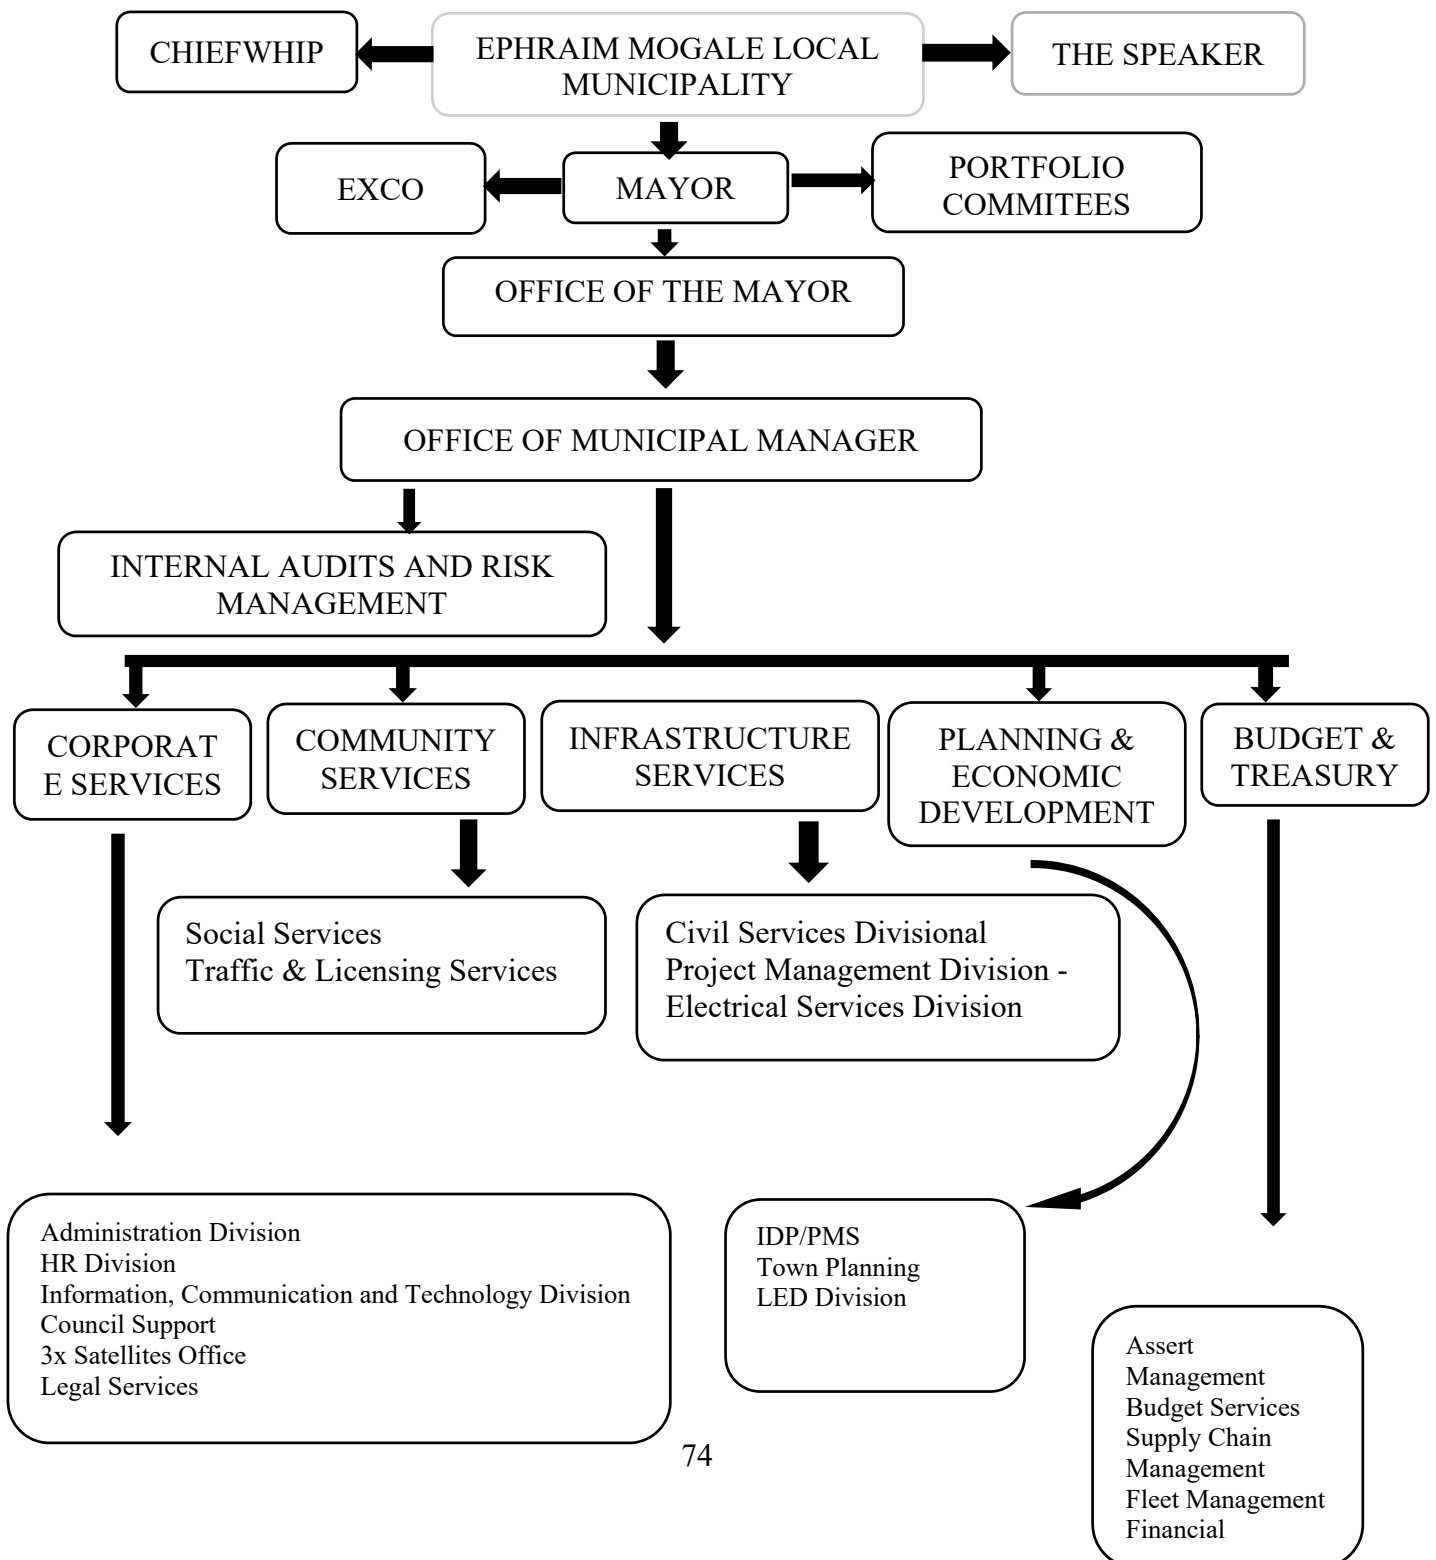 CHIEFWHIP
EPHRAIM MOGALE LOCAL
MUNICIPALITY
THE SPEAKER
EXCO
MAYOR
PORTFOLIO
COMMITEES
OFFICE OF THE MAYOR
OFFICE OF MUNICIPAL MANAGER
INTERNAL AUDITS AND RISK
MANAGEMENT
CORPORAT
E SERVICES
COMMUNITY
SERVICES
INFRASTRUCTURE
SERVICES
PLANNING &
ECONOMIC
DEVELOPMENT
BUDGET &
TREASURY
Social Services
Traffic & Licensing Services
Civil Services Divisional
Project Management Division -
Electrical Services Division
Administration Division
HR Division
Information, Communication and Technology Division
Council Support
3x Satellites Office
Legal Services
IDP/PMS
Town Planning
LED Division
Assert
Management
Budget Services
Supply Chain
Management
Fleet Management
Financial
74